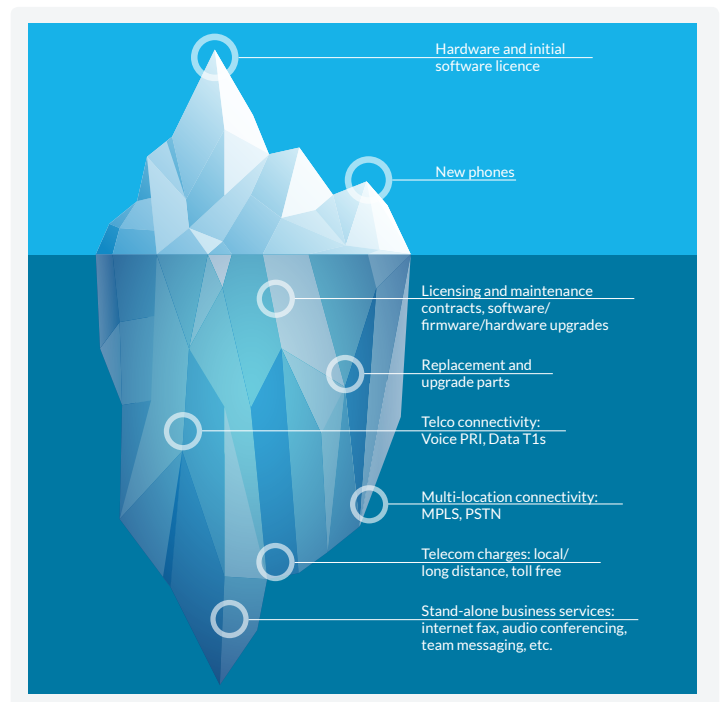 Hardware and initial
software licence
New phones
Licensing and maintenance
contracts, software/
firmware/hardware upgrades
Replacement and
upgrade parts
Telco connectivity:
Voice PRI, Data T1s
Multi-location connectivity:
MPLS, PSTN
Telecom charges: local/
long distance, toll free
Stand-alone business services:
internet fax, audio conferencing,
team messaging, etc.